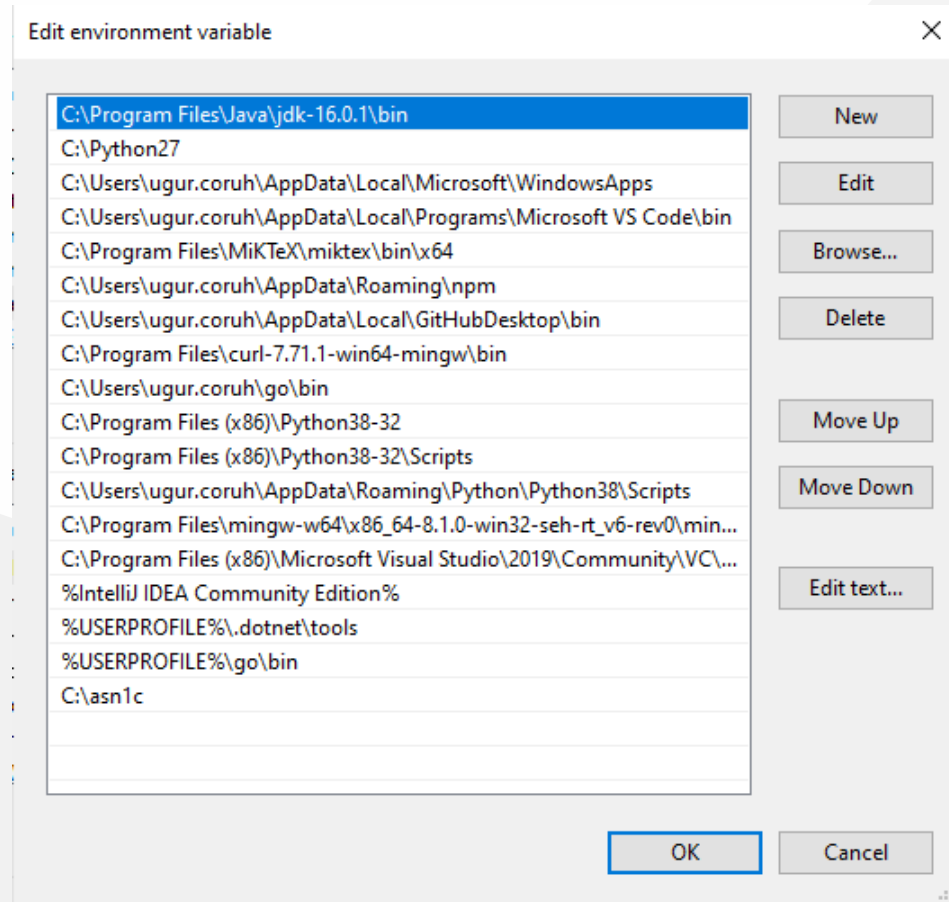 Edit environment variable
C:\Program Files\Java\jdk-16.0.1\bin
C:\Python27
C:\Users\ugur.coruh\AppData\Local\Microsoft\WindowsApps
C:\Users\ugur.coruh\AppData\Local\Programs\Microsoft VS Code\bin
C:\Program Files\MiKTeX\miktex\bin\x64
C:\Users\ugur.coruh\AppData\Roaming\npm
C:\Users\ugur.coruh\AppData\Local\GitHubDesktop\bin
C:\Program Files\curl-7.71.1-win64-mingw\bin
C:\Users\ugur.coruh\go\bin
C:\Program Files (x86)\Python38-32
C:\Program Files (x86)\Python38-32\Scripts
C:\Users\ugur.coruh\AppData\Roaming\Python\Python38\Scripts
C:\Program Files\mingw-w64\x86_64-8.1.0-win32-seh-rt_v6-rev0\min...
C:\Program Files (x86)\Microsoft Visual Studio\2019\Community\VC\...
%IntelliJ IDEA Community Edition%
%USERPROFILE%\.dotnet\tools
%USERPROFILE%\go\bin
C:\asn1c
New
Edit
Browse...
Delete
Move Up
Move Down
Edit text...
OK
Cancel